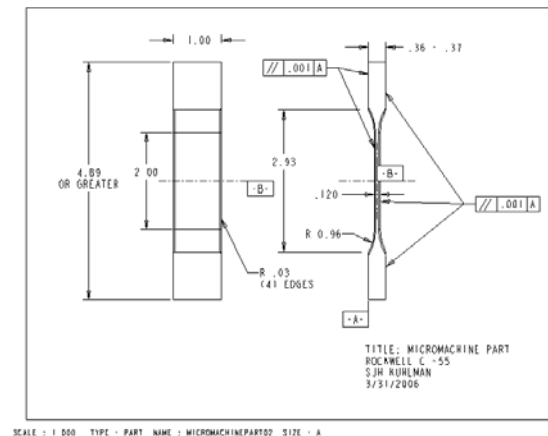 1.00
.36 - .37
// .001 A
4.89
OR GREATER
2.00
2.93
-B-
-B-
.120
// .001 A
R 0.96
R .03
(4) EDGES
-A-
TITLE: MICROMACHINE PART
ROCKWELL C -55
SJH KUHLMAN
3/31/2006
SCALE : 1.000 TYPE : PART NAME : MICROMACHINEPART02 SIZE : A